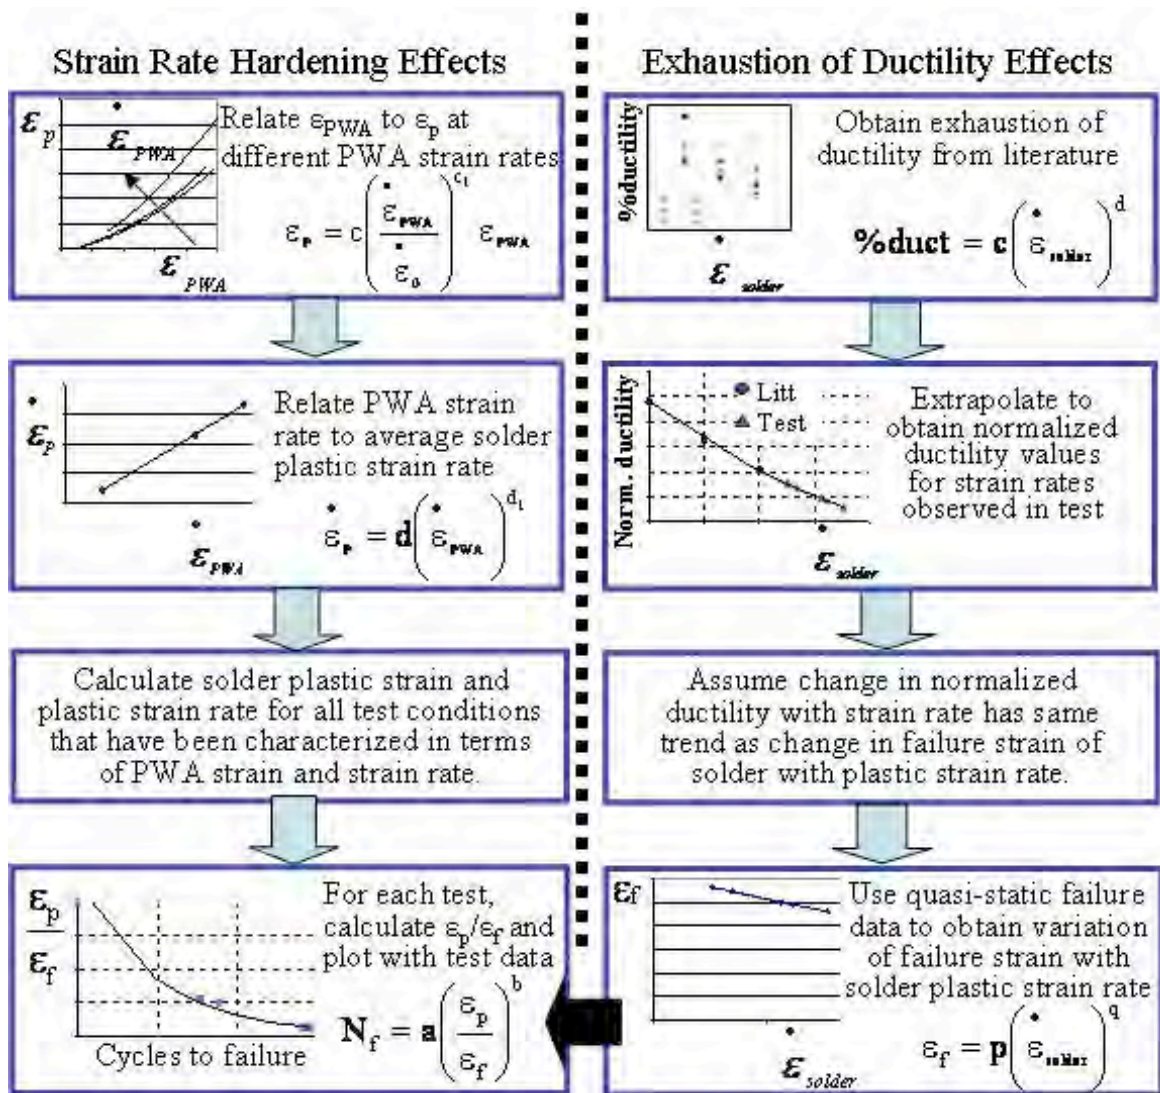 Strain Rate Hardening Effects
ε_p
ε̇_PWA
ε_PWA
Relate ε_PWA to ε_p at
different PWA strain rates
ε_p = c(ε̇_PWA / ε̇_0)^c₁ ε_PWA
ε̇_p
ε̇_PWA
Relate PWA strain
rate to average solder
plastic strain rate
ε̇_p = d(ε̇_PWA)^d₁
Calculate solder plastic strain and
plastic strain rate for all test conditions
that have been characterized in terms
of PWA strain and strain rate.
ε_p
ε_f
Cycles to failure
For each test,
calculate ε_p/ε_f and
plot with test data
N_f = a(ε_p / ε_f)^b
Exhaustion of Ductility Effects
%ductility
ε̇_solder
Obtain exhaustion of
ductility from literature
%duct = c(ε̇_solder)^d
Norm. ductility
Litt
Test
ε̇_solder
Extrapolate to
obtain normalized
ductility values
for strain rates
observed in test
Assume change in normalized
ductility with strain rate has same
trend as change in failure strain of
solder with plastic strain rate.
ε_f
ε̇_solder
Use quasi-static failure
data to obtain variation
of failure strain with
solder plastic strain rate
ε_f = p(ε̇_solder)^q